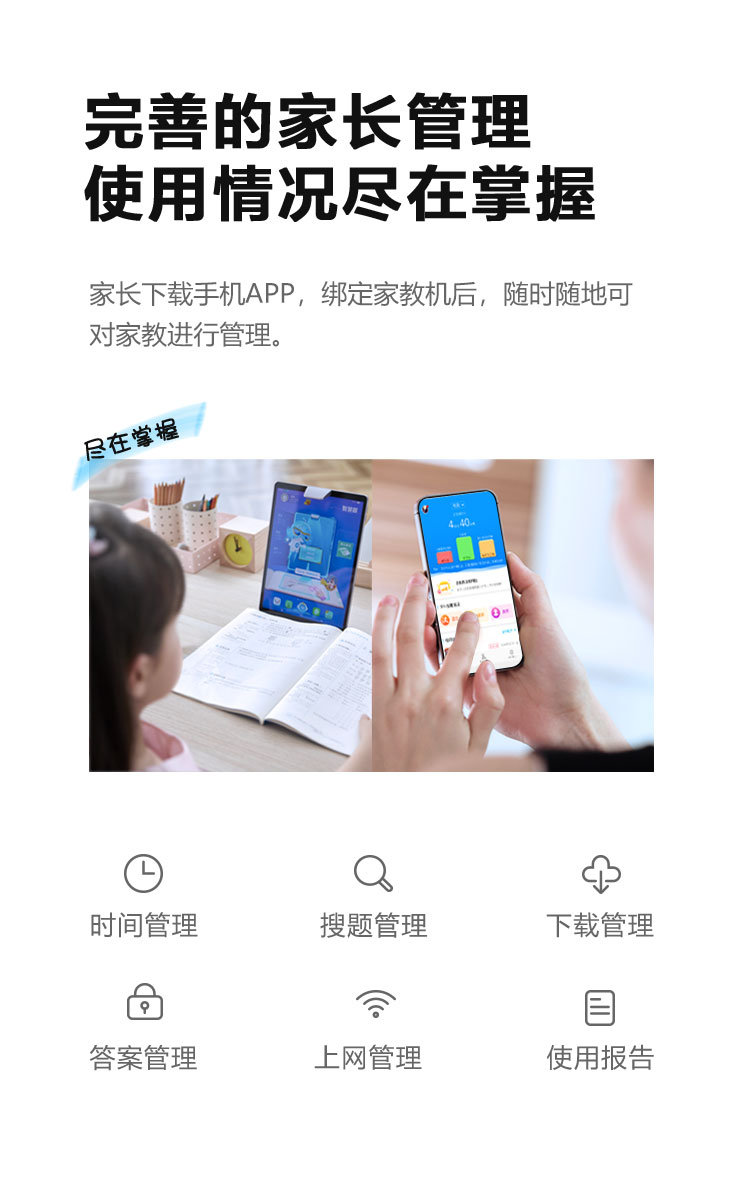 完善的家长管理
使用情况尽在掌握
家长下载手机APP，绑定家教机后，随时随地可
对家教进行管理。
尽在掌握
时间管理
搜题管理
下载管理
答案管理
上网管理
使用报告